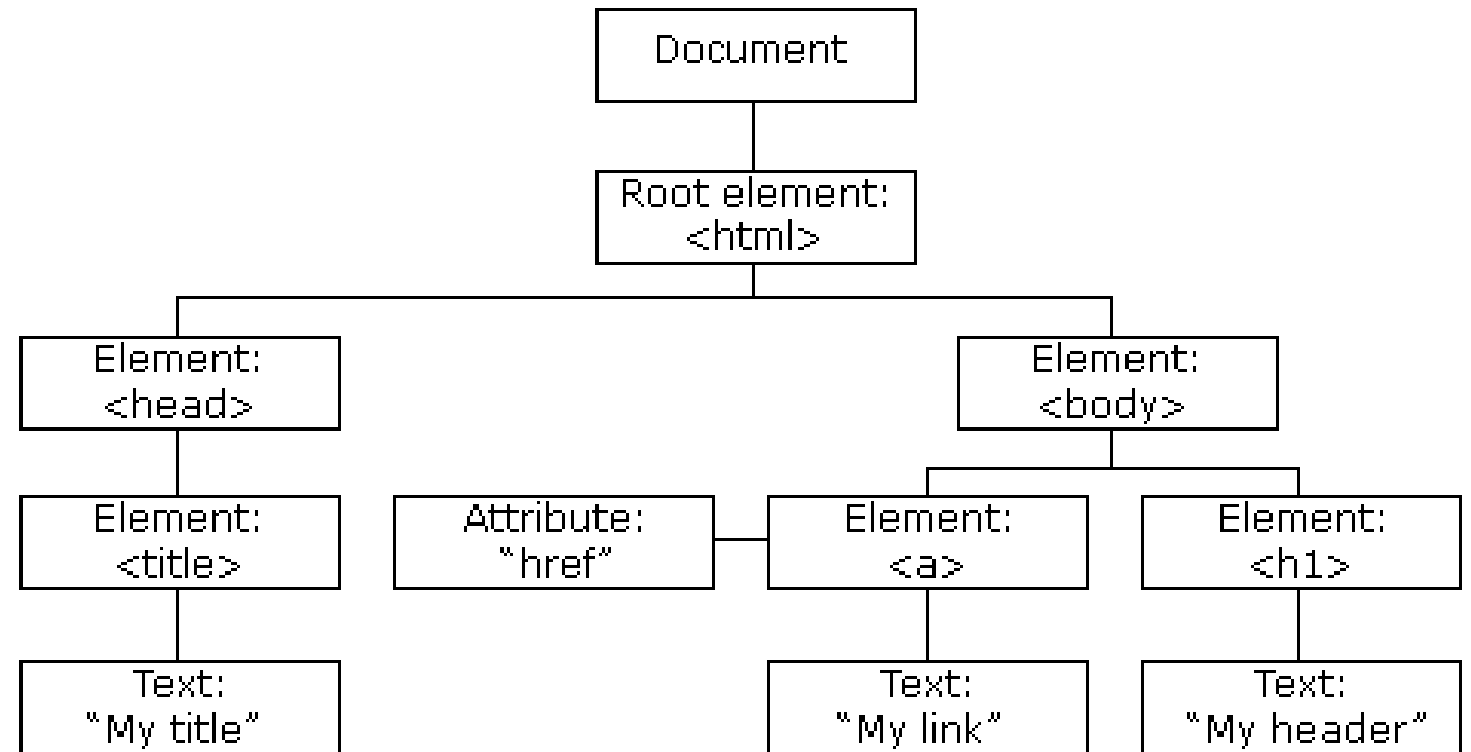 Document
Root element:
<html>
Element:
<head>
Element:
<body>
Element:
<title>
Attribute:
“href”
Element:
<a>
Element:
<h1>
Text:
“My title”
Text:
“My link”
Text:
“My header”